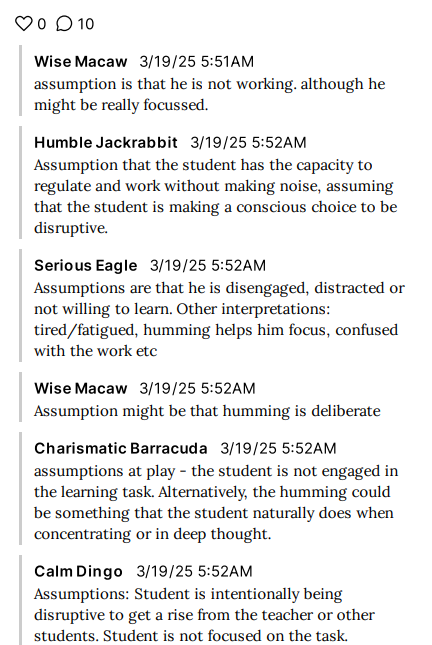 0 10
Wise Macaw 3/19/25 5:51AM
assumption is that he is not working. although he
might be really focussed.
Humble Jackrabbit 3/19/25 5:52AM
Assumption that the student has the capacity to
regulate and work without making noise, assuming
that the student is making a conscious choice to be
disruptive.
Serious Eagle 3/19/25 5:52AM
Assumptions are that he is disengaged, distracted or
not willing to learn. Other interpretations:
tired/fatigued, humming helps him focus, confused
with the work etc
Wise Macaw 3/19/25 5:52AM
Assumption might be that humming is deliberate
Charismatic Barracuda 3/19/25 5:52AM
assumptions at play - the student is not engaged in
the learning task. Alternatively, the humming could
be something that the student naturally does when
concentrating or in deep thought.
Calm Dingo 3/19/25 5:52AM
Assumptions: Student is intentionally being
disruptive to get a rise from the teacher or other
students. Student is not focused on the task.